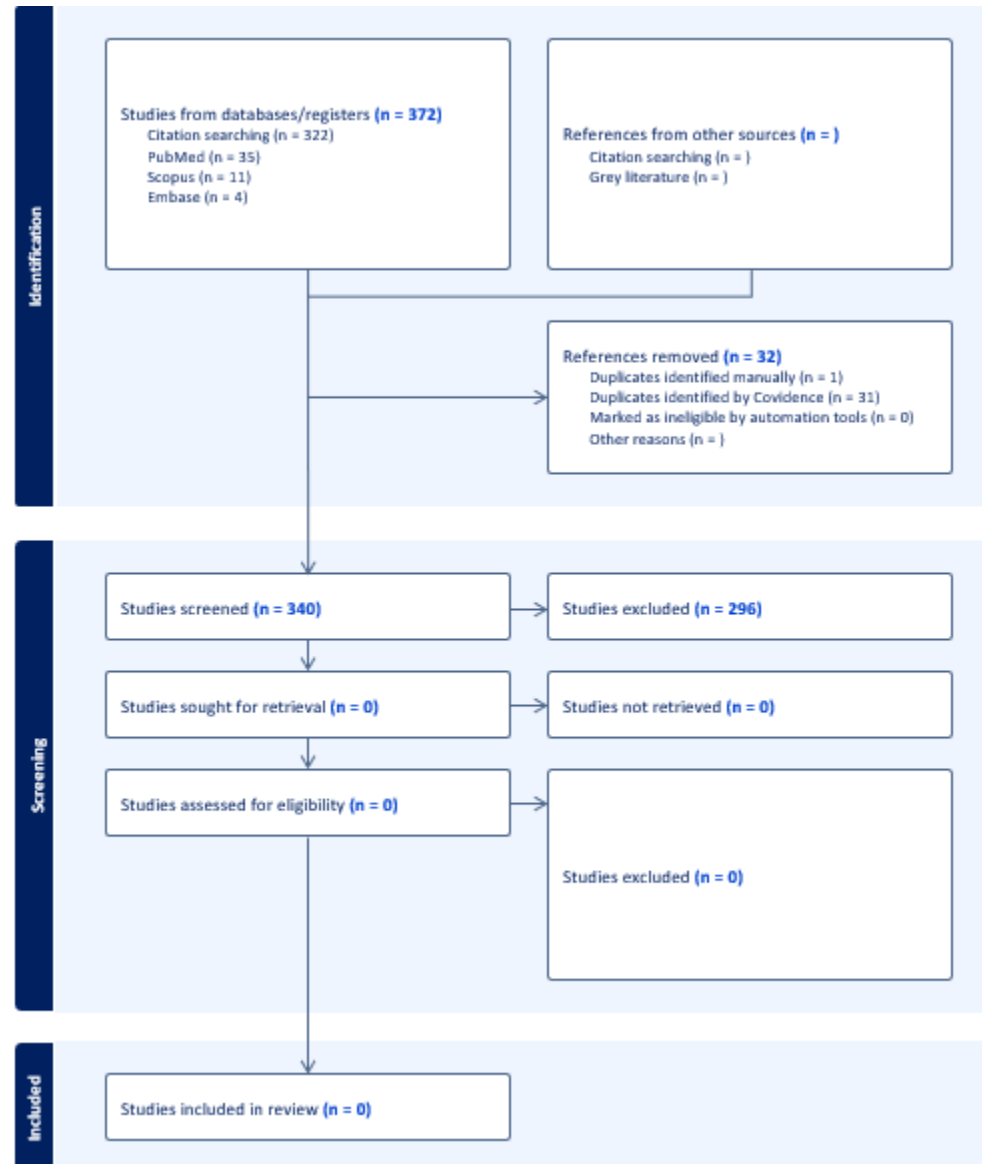 Identification
Studies from databases/registers (n = 372)
Citation searching (n = 322)
PubMed (n = 35)
Scopus (n = 11)
Embase (n = 4)
References from other sources (n = )
Citation searching (n = )
Grey literature (n = )
References removed (n = 32)
Duplicates identified manually (n = 1)
Duplicates identified by Covidence (n = 31)
Marked as ineligible by automation tools (n = 0)
Other reasons (n = )
Screening
Studies screened (n = 340)
Studies excluded (n = 296)
Studies sought for retrieval (n = 0)
Studies not retrieved (n = 0)
Studies assessed for eligibility (n = 0)
Studies excluded (n = 0)
Included
Studies included in review (n = 0)